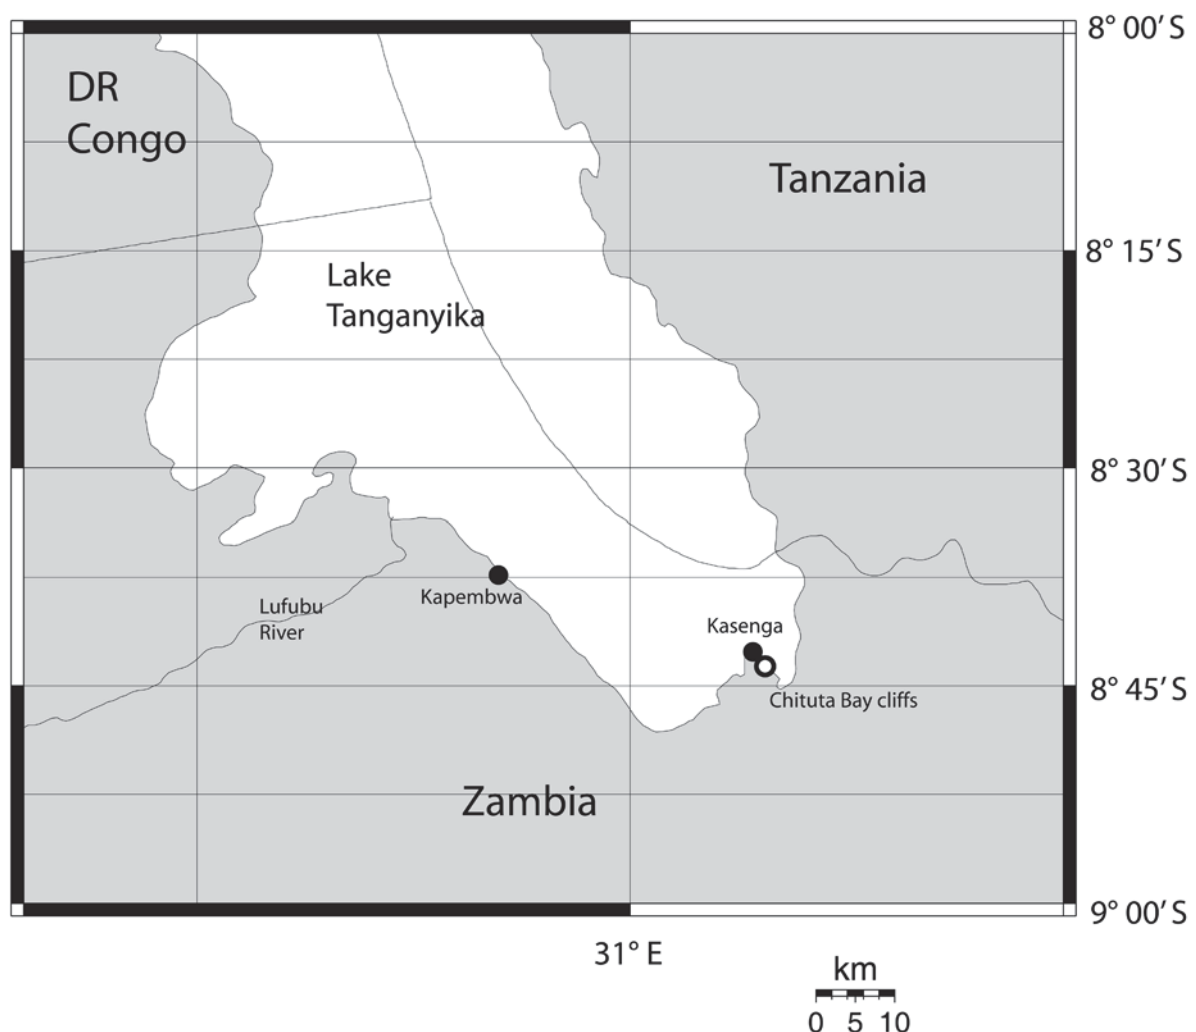 8° 00′ S
DR
Congo
Tanzania
8° 15′ S
Lake
Tanganyika
8° 30′ S
Kapembwa
Lufubu
River
Kasenga
8° 45′ S
Chituta Bay cliffs
Zambia
9° 00′ S
31° E
km
0 5 10